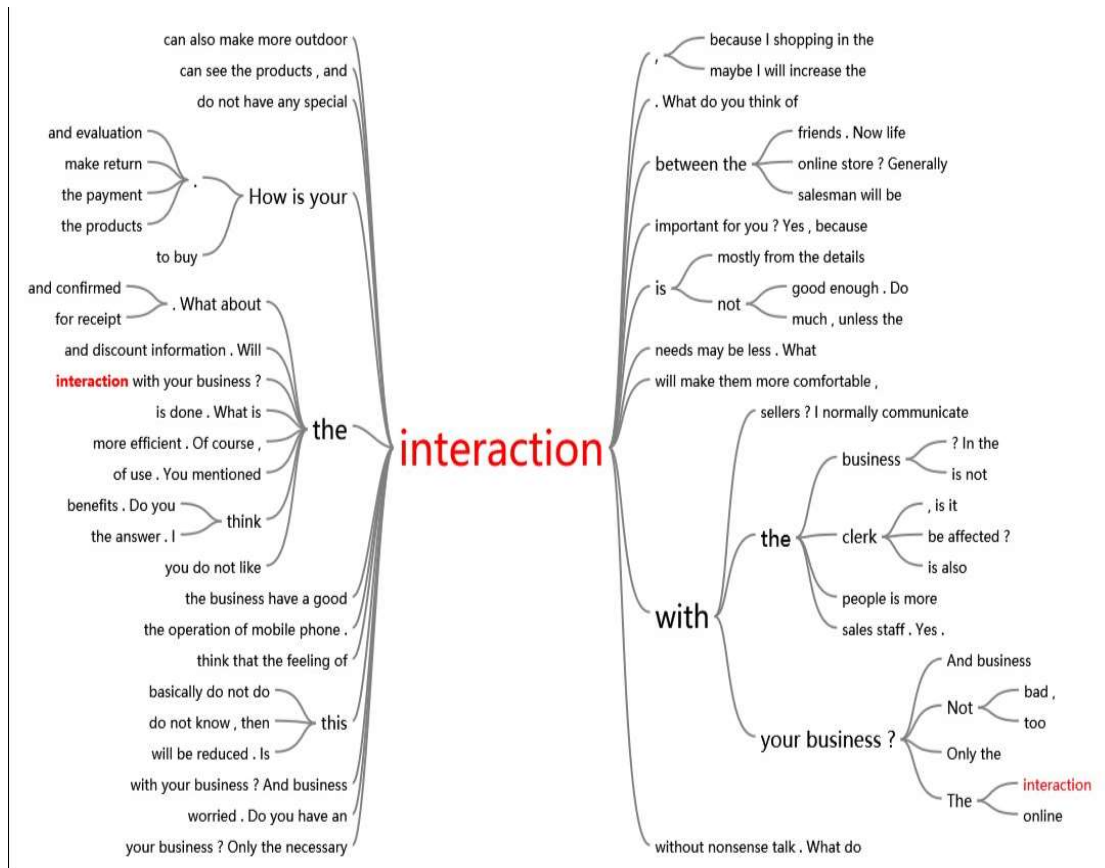 can also make more outdoor
can see the products , and
do not have any special
and evaluation
make return
the payment
the products
.
to buy
How is your
and confirmed
for receipt
. What about
and discount information . Will
interaction with your business ?
is done . What is
more efficient . Of course ,
of use . You mentioned
benefits . Do you
the answer . I
think
you do not like
the
the business have a good
the operation of mobile phone .
think that the feeling of
basically do not do
do not know , then
will be reduced . Is
this
with your business ? And business
worried . Do you have an
your business ? Only the necessary
interaction
,
because I shopping in the
maybe I will increase the
. What do you think of
between the
friends . Now life
online store ? Generally
salesman will be
important for you ? Yes , because
is
mostly from the details
not
good enough . Do
much , unless the
needs may be less . What
will make them more comfortable ,
with
sellers ? I normally communicate
the
business
? In the
is not
clerk
, is it
be affected ?
is also
people is more
sales staff . Yes .
your business ?
And business
Not
bad ,
too
Only the
The
interaction
online
without nonsense talk . What do